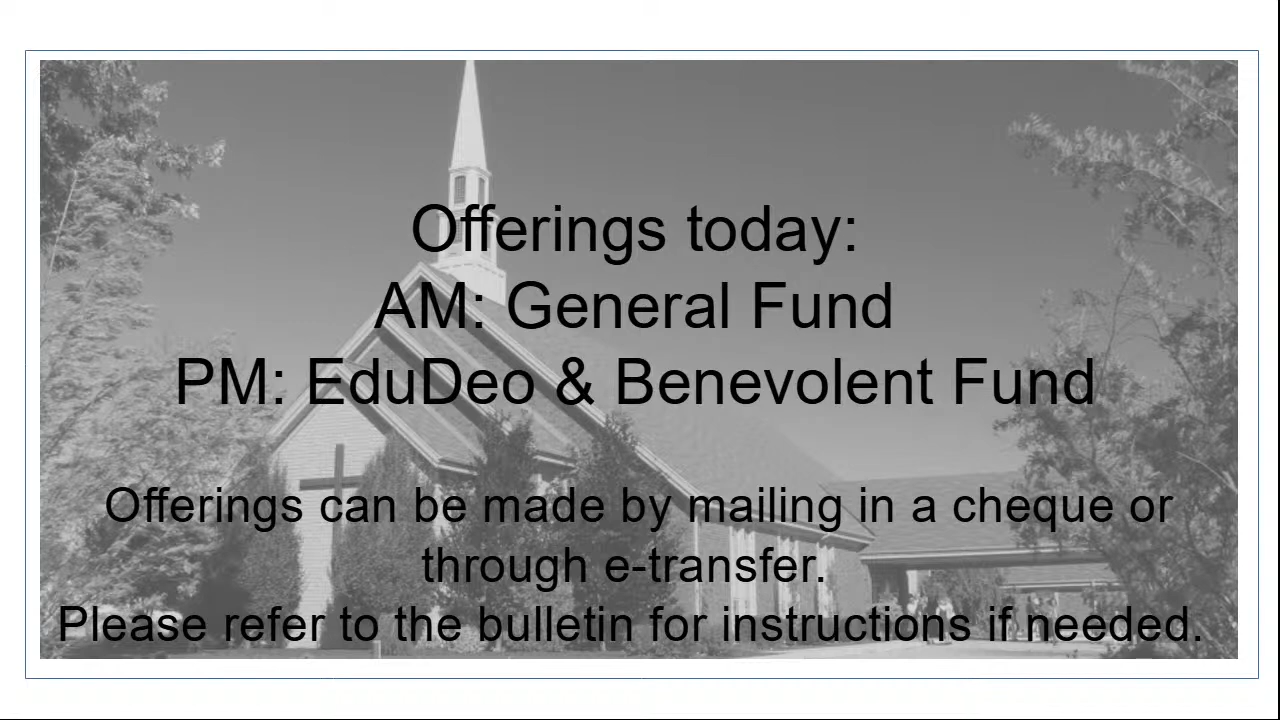 Offerings today:
AM: General Fund
PM: EduDeo & Benevolent Fund
Offerings can be made by mailing in a cheque or
through e-transfer.
Please refer to the bulletin for instructions if needed.